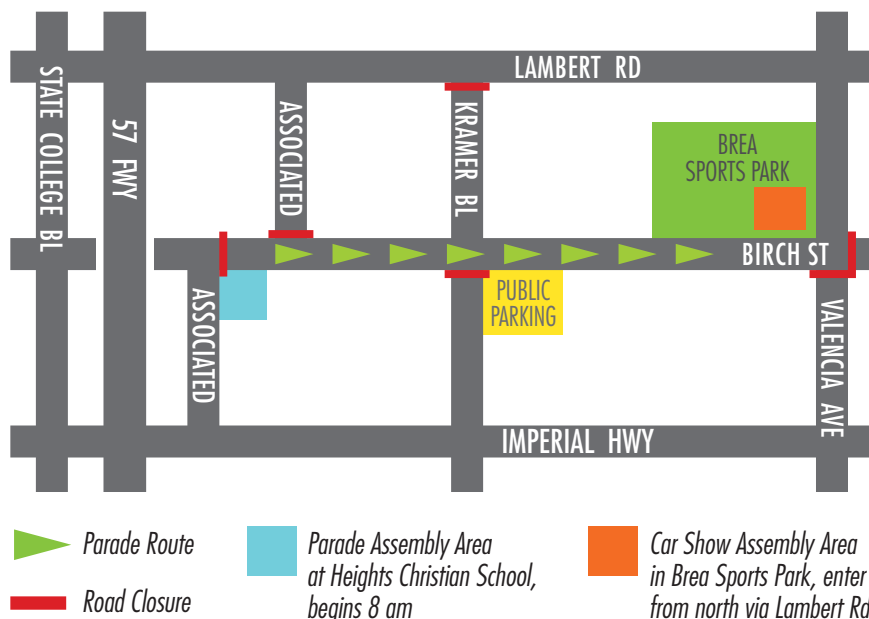 LAMBERT RD
STATE COLLEGE BL
57 FWY
ASSOCIATED
KRAMER BL
BREA
SPORTS PARK
BIRCH ST
ASSOCIATED
PUBLIC
PARKING
VALENCIA AVE
IMPERIAL HWY
Parade Route
Road Closure
Parade Assembly Area
at Heights Christian School,
begins 8 am
Car Show Assembly Area
in Brea Sports Park, enter
from north via Lambert Rd